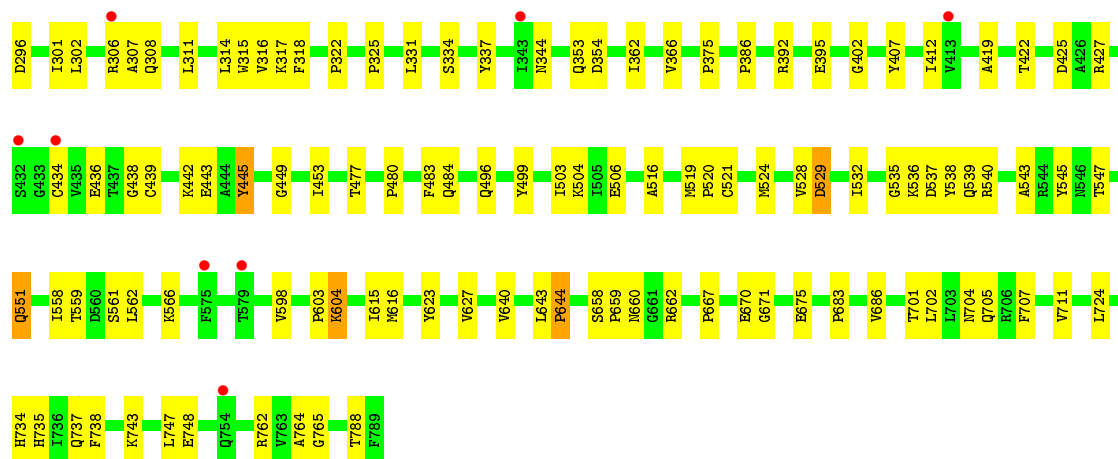 D296 I301 L302 R306 A307 Q308 L311 L314 W315 V316 K317 F318 P322 P325 L331 S334 Y337 I343 N344 Q353 D354 I362 V366 P375 P386 R392 E395 G402 Y407 I412 V413 A419 T422 D425 A426 R427
S432 G433 C434 V435 E436 T437 G438 C439 K442 E443 A444 Y445 G449 I453 T477 P480 F483 Q484 Q496 Y499 I503 K504 I505 E506 A516 M519 P520 C521 M524 V528 D529 I532 G535 K536 D537 Y538 Q539 R540 A543 R544 Y545 N546 T547
Q551 I558 T559 D560 S561 L562 K566 F575 T579 V598 P603 K604 I615 M616 Y623 V627 V640 L643 P644 S658 P659 N660 G661 R662 P667 E670 G671 E675 P683 V686 T701 L702 L703 N704 Q705 R706 F707 V711 L724
H734 H735 I736 Q737 F738 K743 L747 E748 Q754 R762 V763 A764 G765 T788 F789